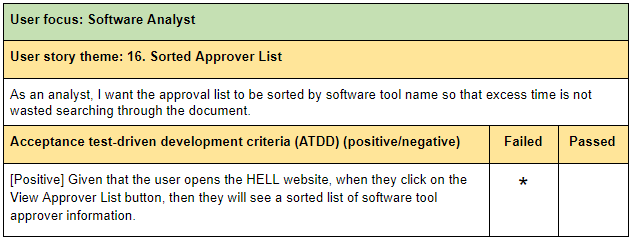 User focus: Software Analyst
User story theme: 16. Sorted Approver List
As an analyst, I want the approval list to be sorted by software tool name so that excess time is not
wasted searching through the document.
Acceptance test-driven development criteria (ATDD) (positive/negative) Failed Passed
[Positive] Given that the user opens the HELL website, when they click on the *
View Approver List button, then they will see a sorted list of software tool
approver information.